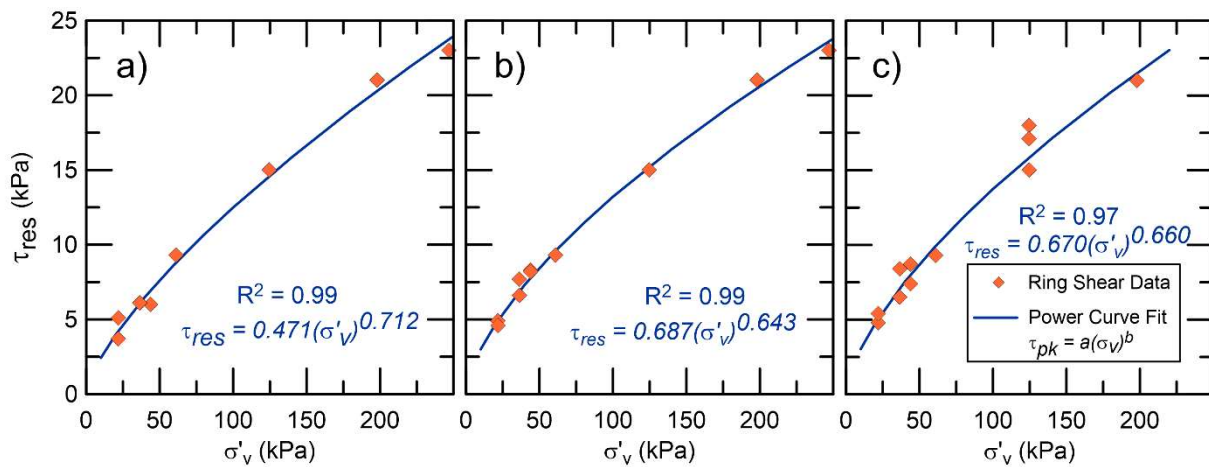 τres (kPa)
25
20
15
10
5
0
a)
R² = 0.99
τres = 0.471(σ'v)^0.712
0 50 100 150 200
σ'v (kPa)
b)
R² = 0.99
τres = 0.687(σ'v)^0.643
0 50 100 150 200
σ'v (kPa)
c)
R² = 0.97
τres = 0.670(σ'v)^0.660
Ring Shear Data
Power Curve Fit
τpk = a(σv)^b
0 50 100 150 200
σ'v (kPa)